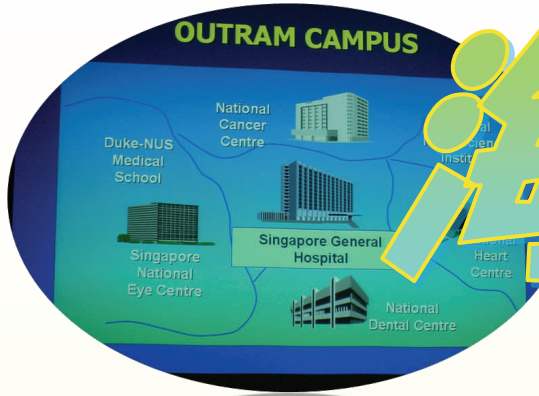 OUTRAM CAMPUS
National
Cancer
Centre
Duke-NUS
Medical
School
Instit
Singapore General
Hospital
Singapore
National
Eye Centre
Heart
Centre
National
Dental Centre